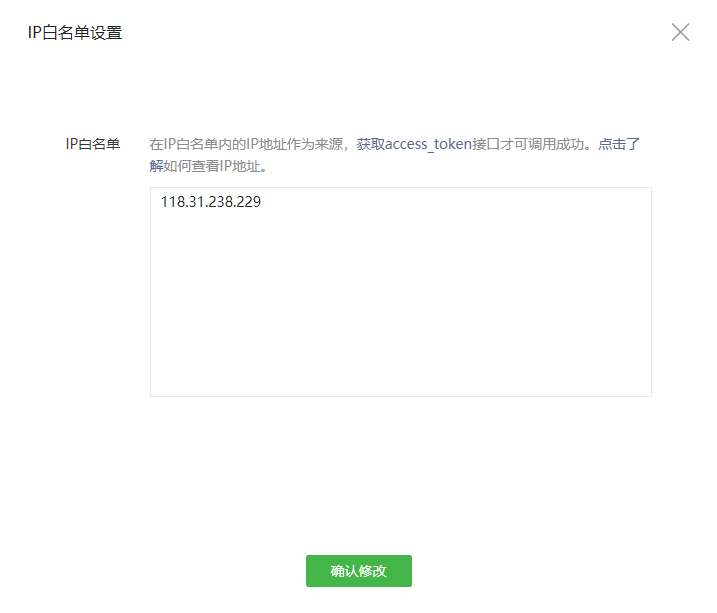 IP白名单设置
IP白名单
在IP白名单内的IP地址作为来源，获取access_token接口才可调用成功。点击了
解如何查看IP地址。
118.31.238.229
确认修改